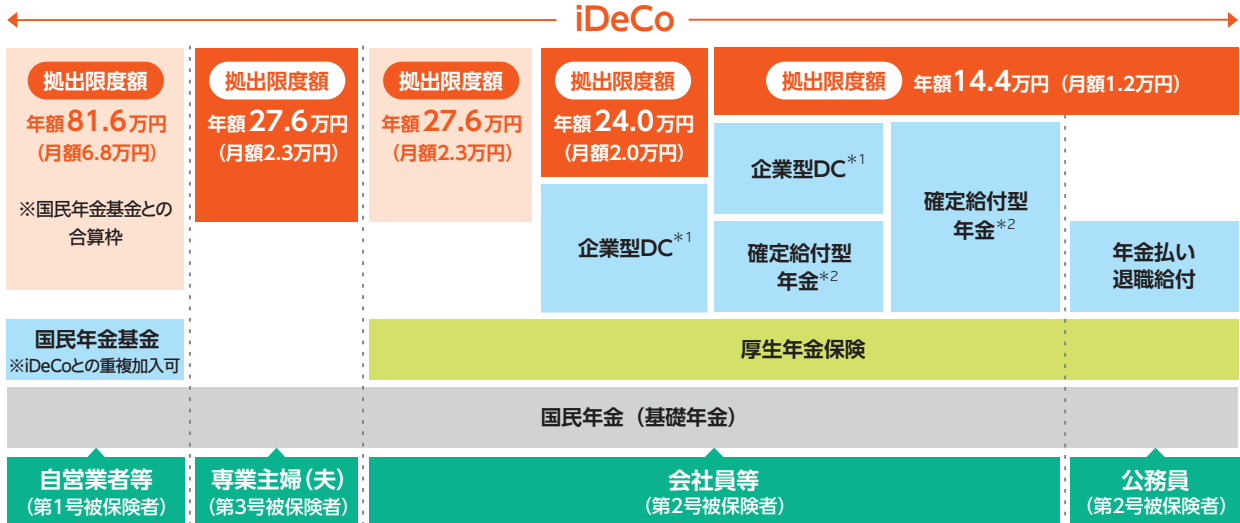 iDeCo
拠出限度額
年額81.6万円
(月額6.8万円)
※国民年金基金との
合算枠
拠出限度額
年額27.6万円
(月額2.3万円)
拠出限度額
年額27.6万円
(月額2.3万円)
拠出限度額
年額24.0万円
(月額2.0万円)
拠出限度額 年額14.4万円（月額1.2万円）
企業型DC*1
企業型DC*1
確定給付型
年金*2
確定給付型
年金*2
年金払い
退職給付
国民年金基金
※iDeCoとの重複加入可
厚生年金保険
国民年金（基礎年金）
自営業者等
(第1号被保険者)
専業主婦(夫)
(第3号被保険者)
会社員等
(第2号被保険者)
公務員
(第2号被保険者)